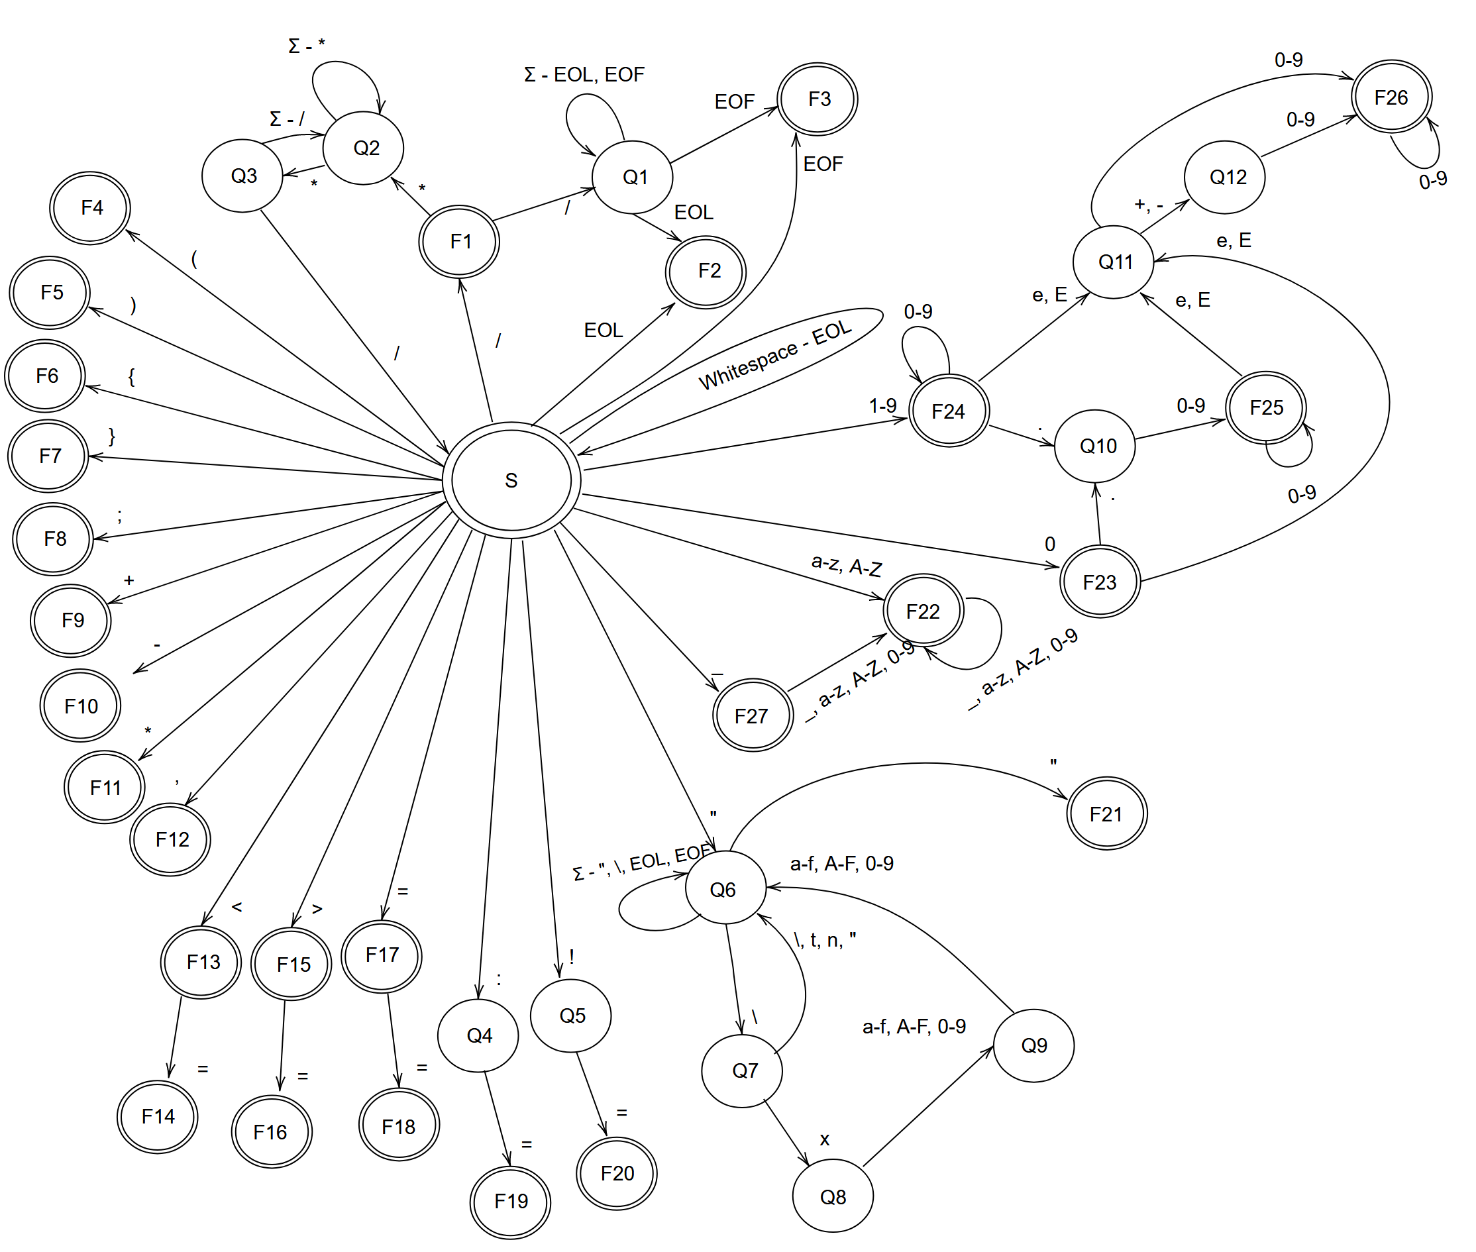 Σ - *
Σ - EOL, EOF
0-9
F26
EOF
F3
Σ - /
Q2
0-9
Q3
*
*
Q1
EOF
Q12
0-9
F4
/
EOL
+, -
(
F1
F2
Q11
e, E
F5
)
EOL
/
e, E
e, E
0-9
Whitespace - EOL
/
F6
{
1-9
F24
0-9
F25
.
Q10
F7
}
S
0-9
.
F8
;
0
+
a-z, A-Z
F23
F9
F22
-
_
_, a-z, A-Z, 0-9
_, a-z, A-Z, 0-9
F10
F27
*
F11
,
"
F12
"
F21
Σ - ", \, EOL, EOF
a-f, A-F, 0-9
Q6
=
<
>
\, t, n, "
F13
F15
F17
!
:
Q5
\
a-f, A-F, 0-9
Q4
Q9
=
=
=
Q7
F14
F16
F18
=
=
x
F20
F19
Q8